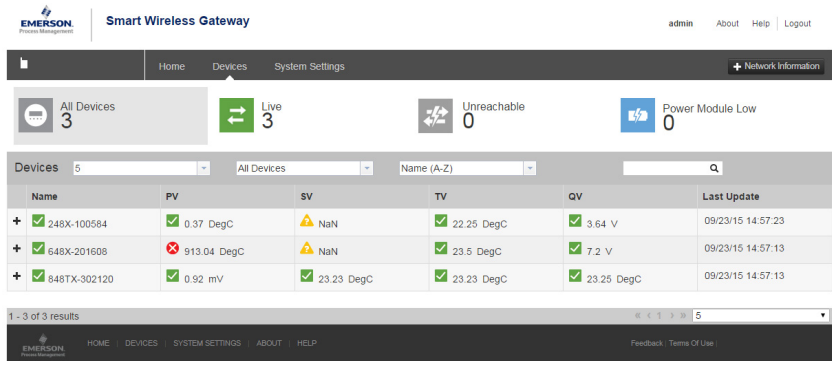 EMERSON.
Process Management
Smart Wireless Gateway
admin About Help Logout
Home Devices System Settings + Network Information
All Devices
3
Live
3
Unreachable
0
Power Module Low
0
Devices 5 All Devices Name (A-Z)
Name PV SV TV QV Last Update
+ 248X-100584 0.37 DegC NaN 22.25 DegC 3.64 V 09/23/15 14:57:23
+ 648X-201608 913.04 DegC NaN 23.5 DegC 7.2 V 09/23/15 14:57:13
+ 848TX-302120 0.92 mV 23.23 DegC 23.23 DegC 23.25 DegC 09/23/15 14:57:13
1 - 3 of 3 results « ‹ 1 › » 5
EMERSON.
Process Management
HOME | DEVICES | SYSTEM SETTINGS | ABOUT | HELP Feedback | Terms Of Use |